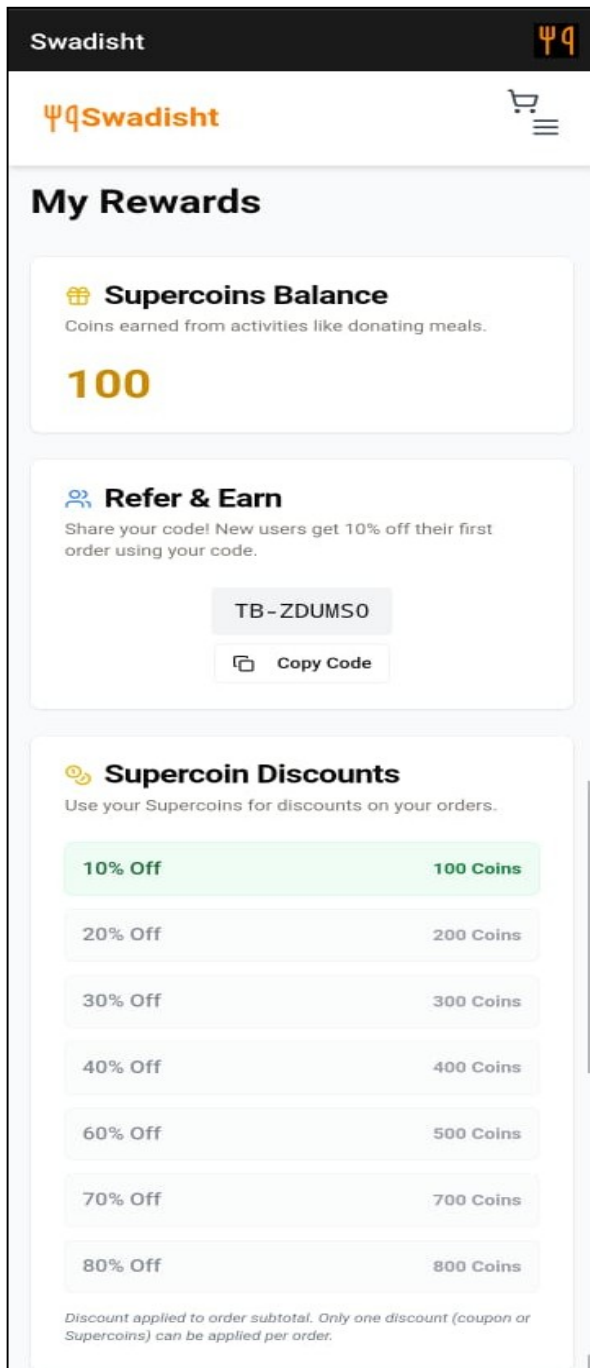 Swadisht
Swadisht
My Rewards
Supercoins Balance
Coins earned from activities like donating meals.
100
Refer & Earn
Share your code! New users get 10% off their first
order using your code.
TB-ZDUMSO
Copy Code
Supercoin Discounts
Use your Supercoins for discounts on your orders.
10% Off 100 Coins
20% Off 200 Coins
30% Off 300 Coins
40% Off 400 Coins
60% Off 500 Coins
70% Off 700 Coins
80% Off 800 Coins
Discount applied to order subtotal. Only one discount (coupon or
Supercoins) can be applied per order.